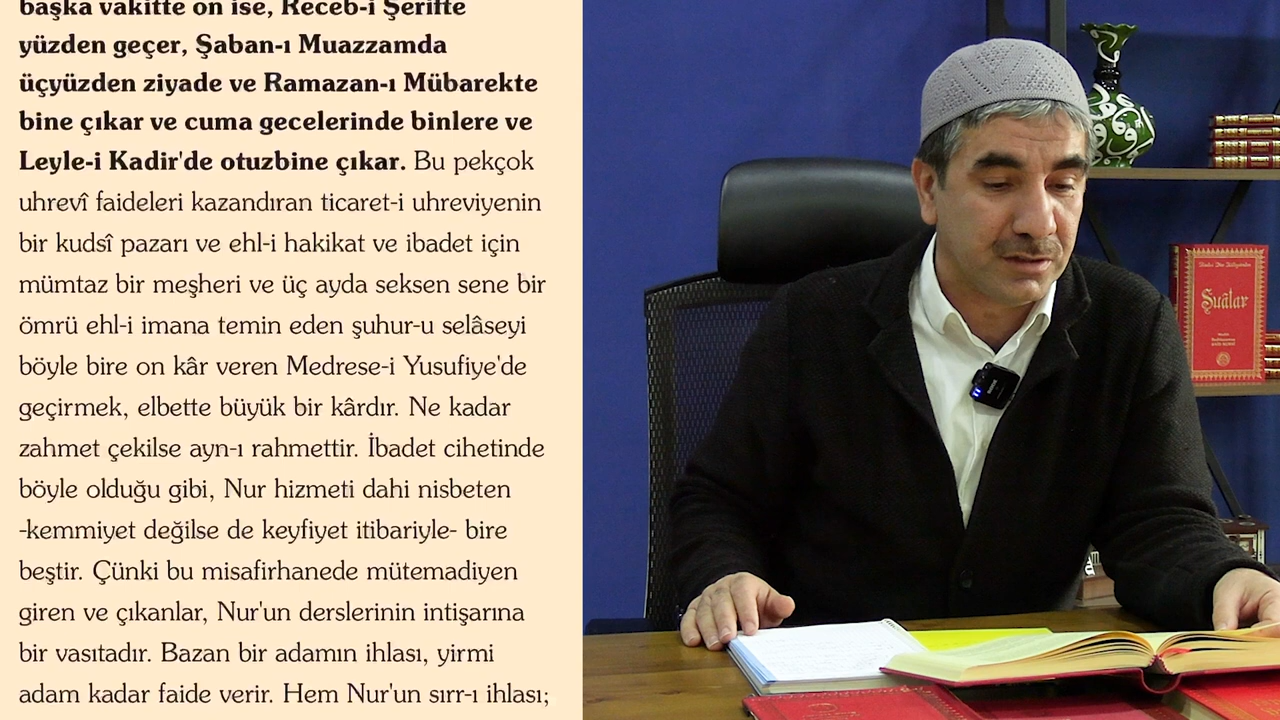 başka vakitte on ise, Receb-i Şerifte
yüzden geçer, Şaban-ı Muazzamda
üçyüzden ziyade ve Ramazan-ı Mübarekte
bine çıkar ve cuma gecelerinde binlere ve
Leyle-i Kadir'de otuzbine çıkar. Bu pekçok
uhrevî faideleri kazandıran ticaret-i uhreviyenin
bir kudsî pazarı ve ehl-i hakikat ve ibadet için
mümtaz bir meşheri ve üç ayda seksen sene bir
ömrü ehl-i imana temin eden şuhur-u selâseyi
böyle bire on kâr veren Medrese-i Yusufiye'de
geçirmek, elbette büyük bir kârdır. Ne kadar
zahmet çekilse ayn-ı rahmettir. İbadet cihetinde
böyle olduğu gibi, Nur hizmeti dahi nisbeten
-kemmiyet değilse de keyfiyet itibariyle- bire
beştir. Çünki bu misafirhanede mütemadiyen
giren ve çıkanlar, Nur'un derslerinin intişarına
bir vasıtadır. Bazan bir adamın ihlası, yirmi
adam kadar faide verir. Hem Nur'un sırr-ı ihlası;
Şuâlar